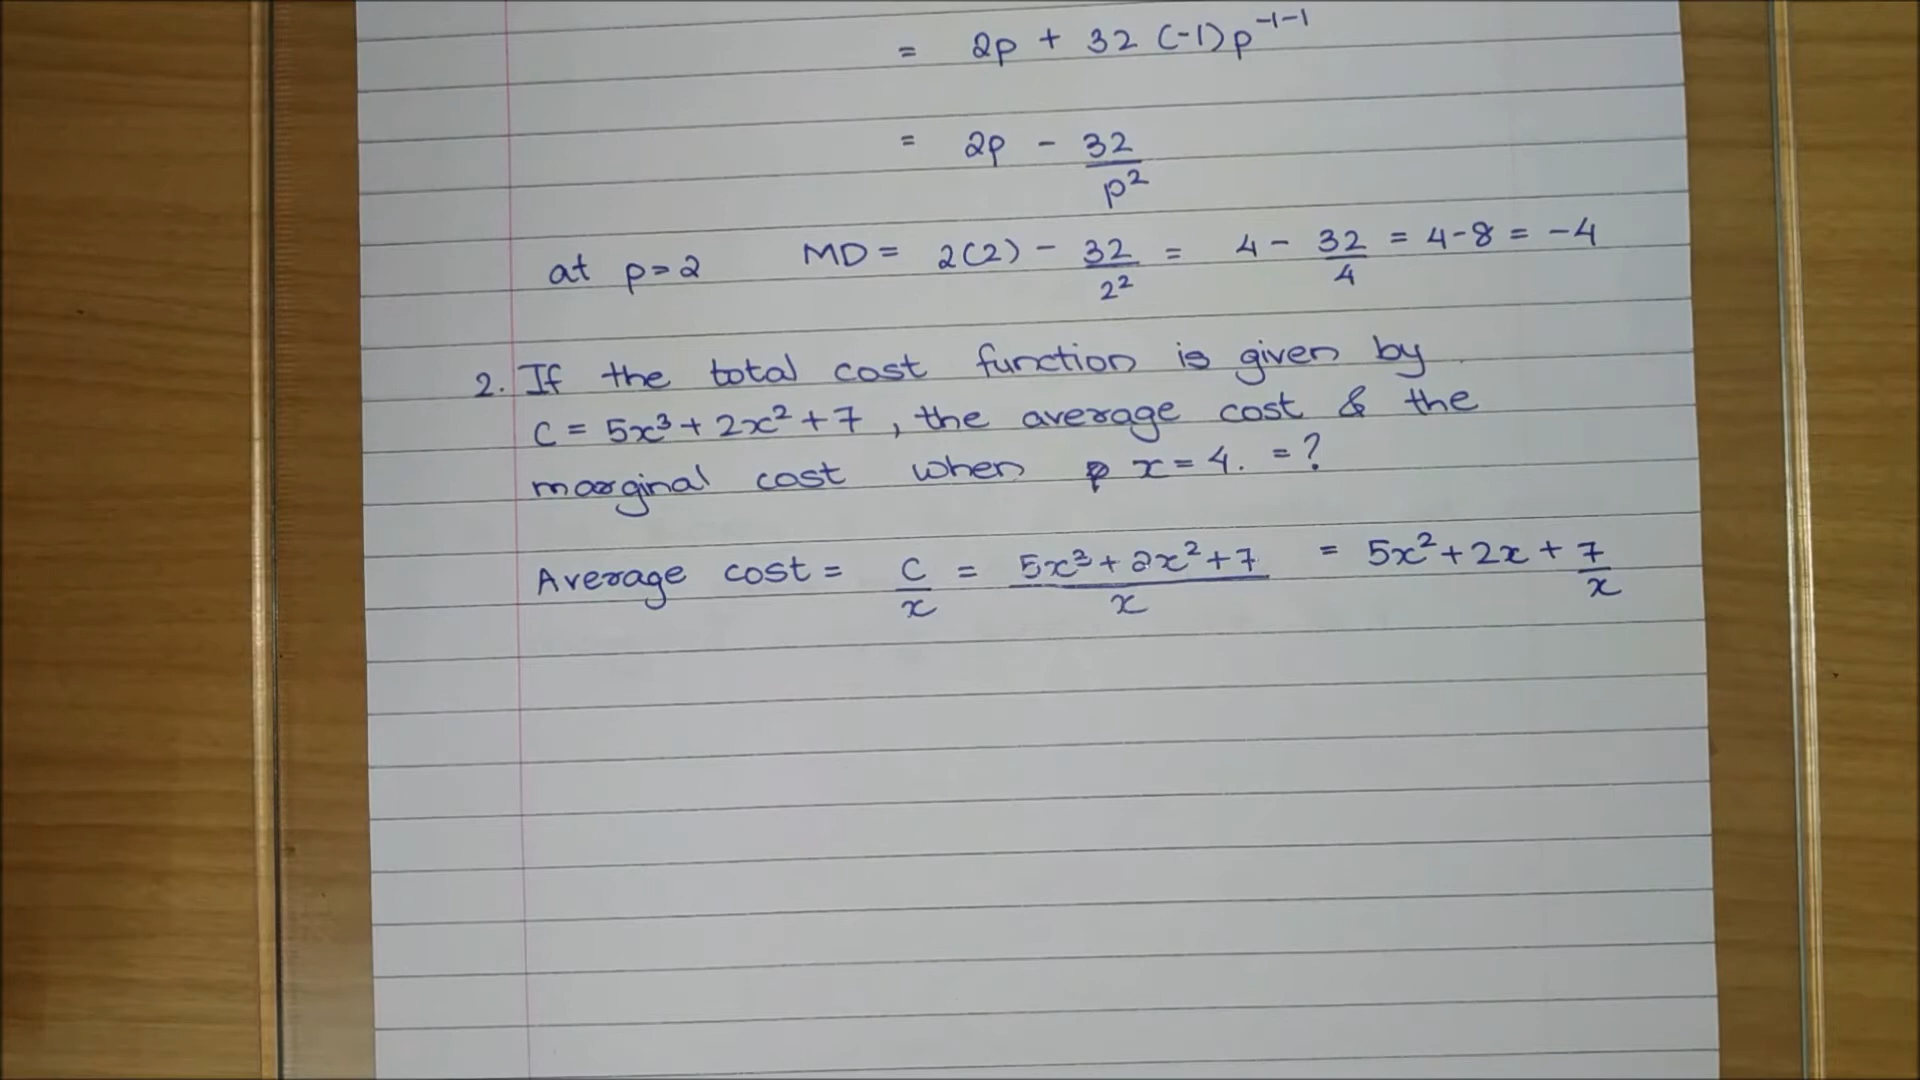 = 2p + 32 (-1)p^-1-1
= 2p - 32/p²
at p=2 MD = 2(2) - 32/2² = 4 - 32/4 = 4-8 = -4
2. If the total cost function is given by
C = 5x³ + 2x² + 7, the average cost & the
marginal cost when p x = 4. = ?
Average cost = C/x = 5x³+2x²+7/x = 5x²+2x+7/x